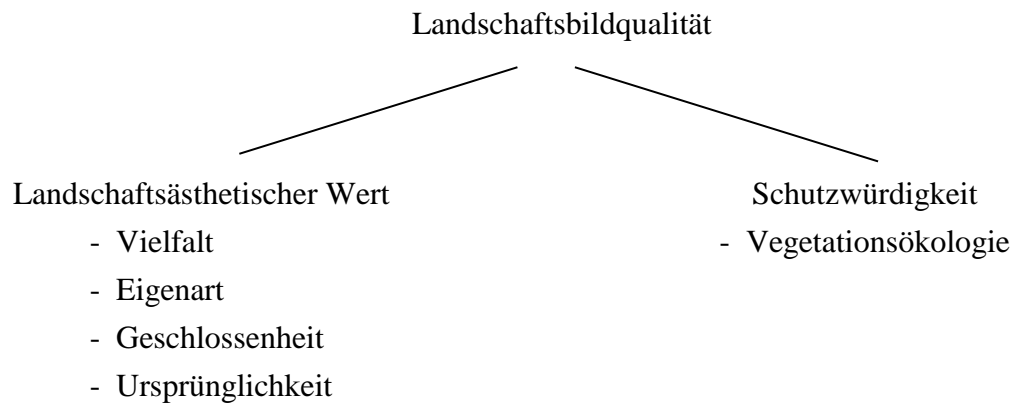 Landschaftsbildqualität
Landschaftsästhetischer Wert
- Vielfalt
- Eigenart
- Geschlossenheit
- Ursprünglichkeit
Schutzwürdigkeit
- Vegetationsökologie